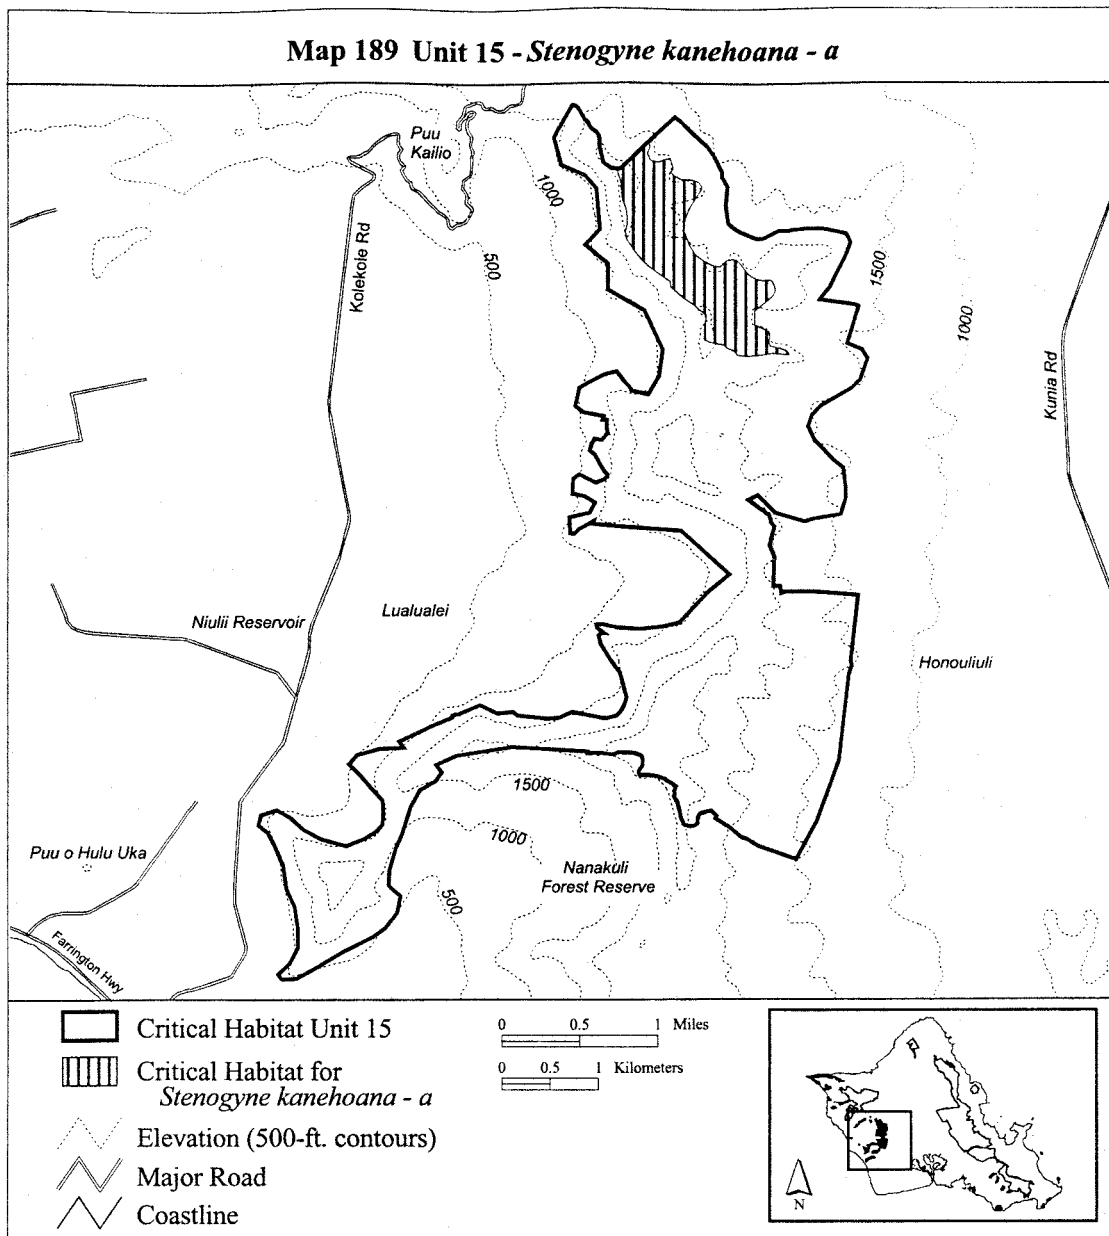 Map 189 Unit 15 - Stenogyne kanehoana - a
Puu
Kailio
1000
Kolekole Rd
500
1500
1000
Kunia Rd
Niulii Reservoir
Lualualei
Honouliuli
1500
1000
Puu o Hulu Uka
Nanakuli
Forest Reserve
500
Farrington Hwy
Critical Habitat Unit 15
Critical Habitat for
Stenogyne kanehoana - a
Elevation (500-ft. contours)
Major Road
Coastline
0 0.5 1 Miles
0 0.5 1 Kilometers
N